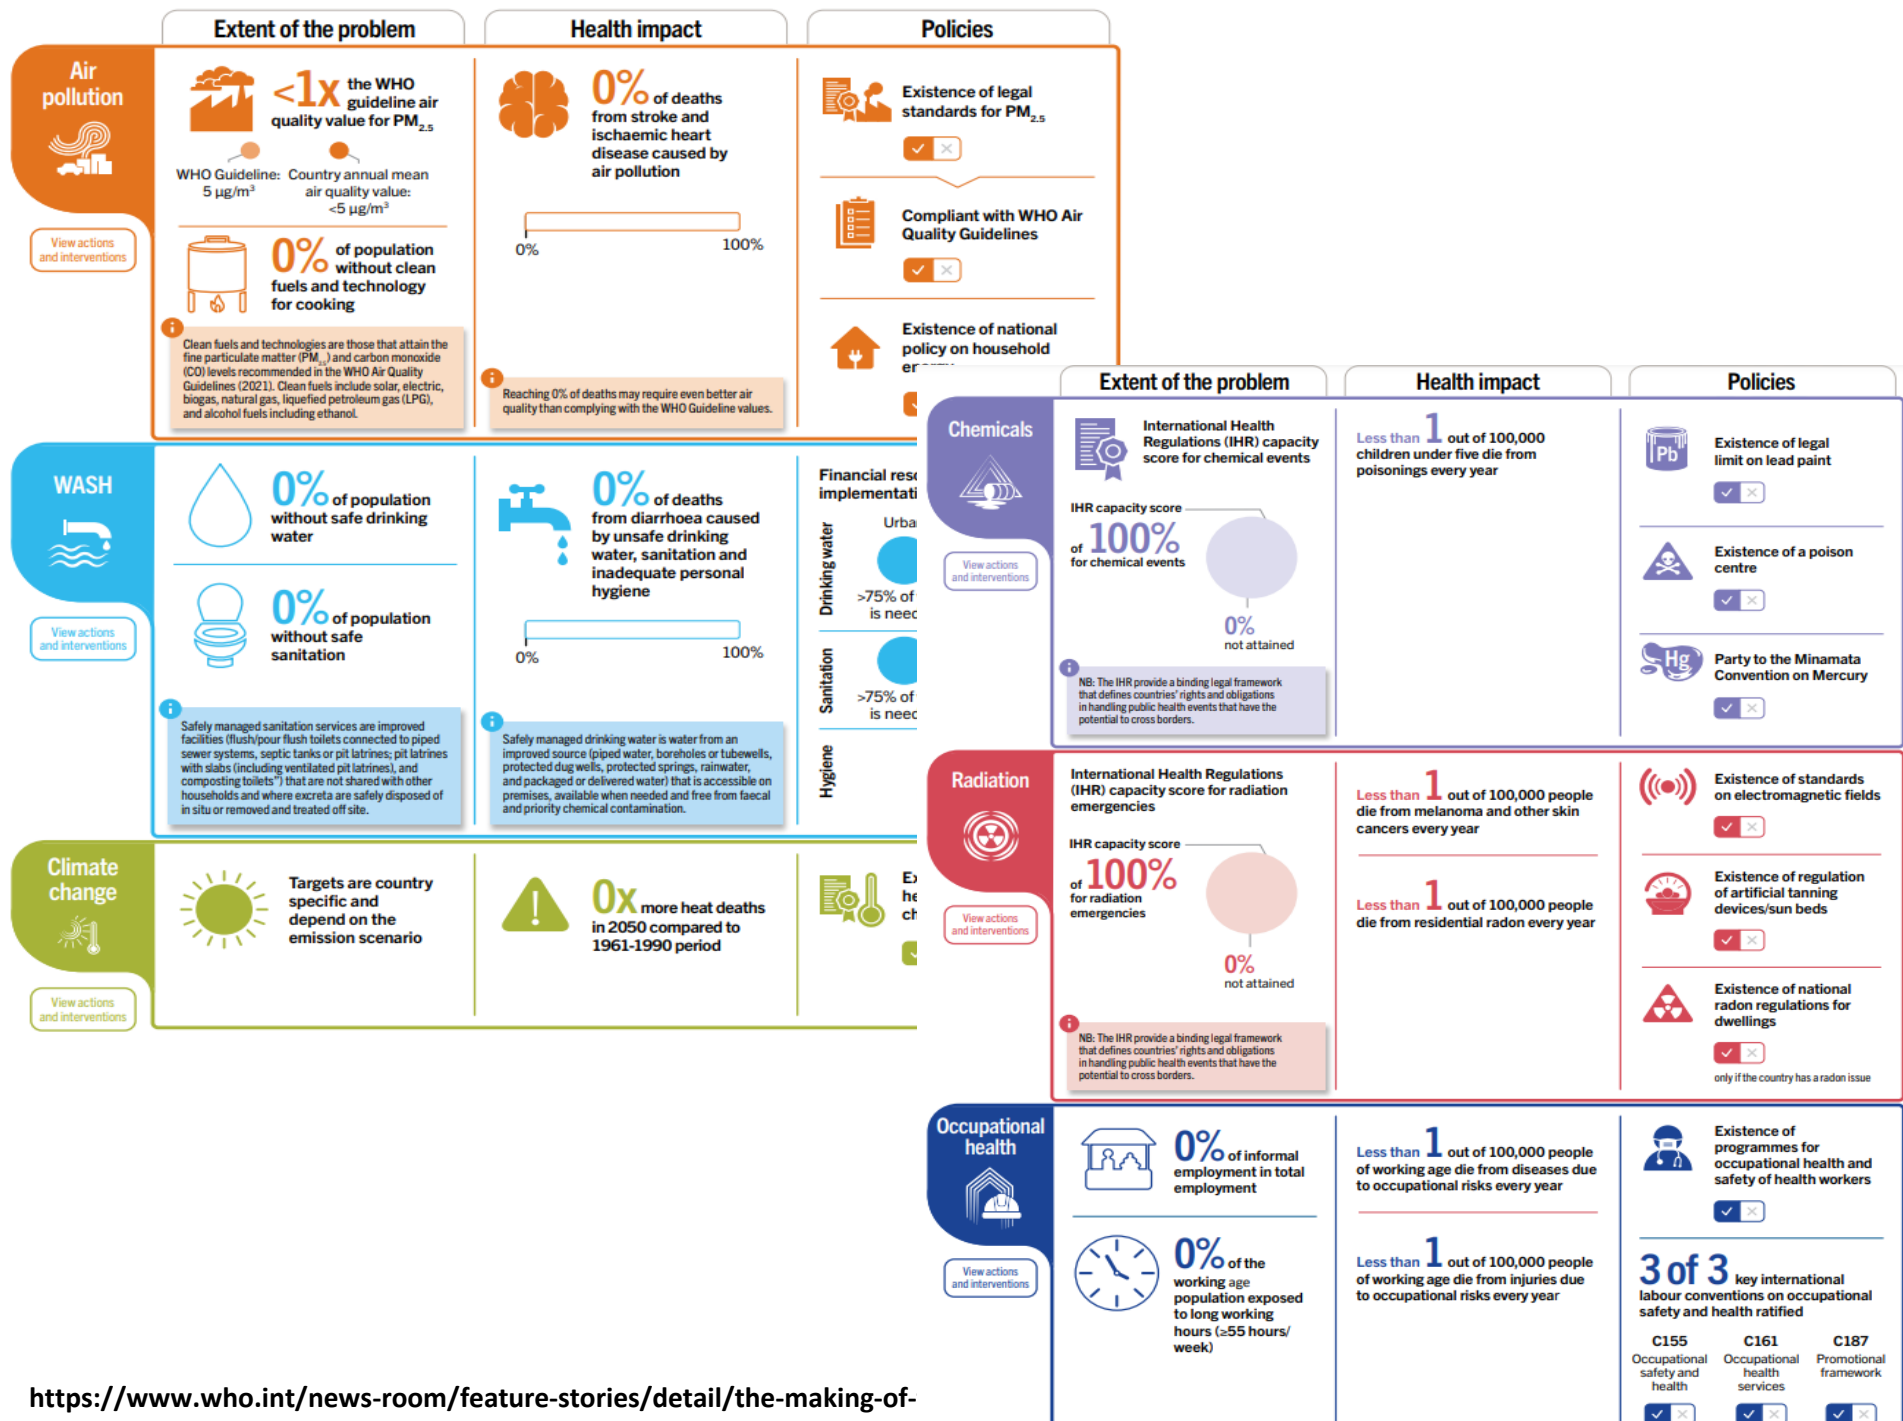 Extent of the problem
Health impact
Policies
Air
pollution
View actions
and interventions
<1x the WHO
guideline air
quality value for PM2.5
WHO Guideline:
5 µg/m³
Country annual mean
air quality value:
<5 µg/m³
0% of population
without clean
fuels and technology
for cooking
Clean fuels and technologies are those that attain the
fine particulate matter (PM2.5) and carbon monoxide
(CO) levels recommended in the WHO Air Quality
Guidelines (2021). Clean fuels include solar, electric,
biogas, natural gas, liquefied petroleum gas (LPG),
and alcohol fuels including ethanol.
0% of deaths
from stroke and
ischaemic heart
disease caused by
air pollution
0%
100%
Reaching 0% of deaths may require even better air
quality than complying with the WHO Guideline values.
Existence of legal
standards for PM2.5
Compliant with WHO Air
Quality Guidelines
Existence of national
policy on household
WASH
View actions
and interventions
0% of population
without safe drinking
water
0% of population
without safe
sanitation
Safely managed sanitation services are improved
facilities (flush/pour flush toilets connected to piped
sewer systems, septic tanks or pit latrines; pit latrines
with slabs (including ventilated pit latrines), and
composting toilets") that are not shared with other
households and where excreta are safely disposed of
in situ or removed and treated off site.
0% of deaths
from diarrhoea caused
by unsafe drinking
water, sanitation and
inadequate personal
hygiene
0%
100%
Safely managed drinking water is water from an
improved source (piped water, boreholes or tubewells,
protected dug wells, protected springs, rainwater,
and packaged or delivered water) that is accessible on
premises, available when needed and free from faecal
and priority chemical contamination.
Financial reso
implementati
Drinking water
Urba
>75% of
is need
Sanitation
>75% of
is need
Hygiene
Climate
change
View actions
and interventions
Targets are country
specific and
depend on the
emission scenario
0x more heat deaths
in 2050 compared to
1961-1990 period
Ex
he
ch
Extent of the problem
Health impact
Policies
Chemicals
View actions
and interventions
International Health
Regulations (IHR) capacity
score for chemical events
IHR capacity score
of 100%
for chemical events
0%
not attained
NB: The IHR provide a binding legal framework
that defines countries' rights and obligations
in handling public health events that have the
potential to cross borders.
Less than 1 out of 100,000
children under five die from
poisonings every year
Pb
Existence of legal
limit on lead paint
Existence of a poison
centre
Hg
Party to the Minamata
Convention on Mercury
Radiation
View actions
and interventions
International Health Regulations
(IHR) capacity score for radiation
emergencies
IHR capacity score
of 100%
for radiation
emergencies
0%
not attained
NB: The IHR provide a binding legal framework
that defines countries' rights and obligations
in handling public health events that have the
potential to cross borders.
Less than 1 out of 100,000 people
die from melanoma and other skin
cancers every year
Less than 1 out of 100,000 people
die from residential radon every year
Existence of standards
on electromagnetic fields
Existence of regulation
of artificial tanning
devices/sun beds
Existence of national
radon regulations for
dwellings
only if the country has a radon issue
Occupational
health
View actions
and interventions
0% of informal
employment in total
employment
0% of the
working age
population exposed
to long working
hours (≥55 hours/
week)
Less than 1 out of 100,000 people
of working age die from diseases due
to occupational risks every year
Less than 1 out of 100,000 people
of working age die from injuries due
to occupational risks every year
Existence of
programmes for
occupational health and
safety of health workers
3 of 3 key international
labour conventions on occupational
safety and health ratified
C155
Occupational
safety and
health
C161
Occupational
health
services
C187
Promotional
framework
https://www.who.int/news-room/feature-stories/detail/the-making-of-